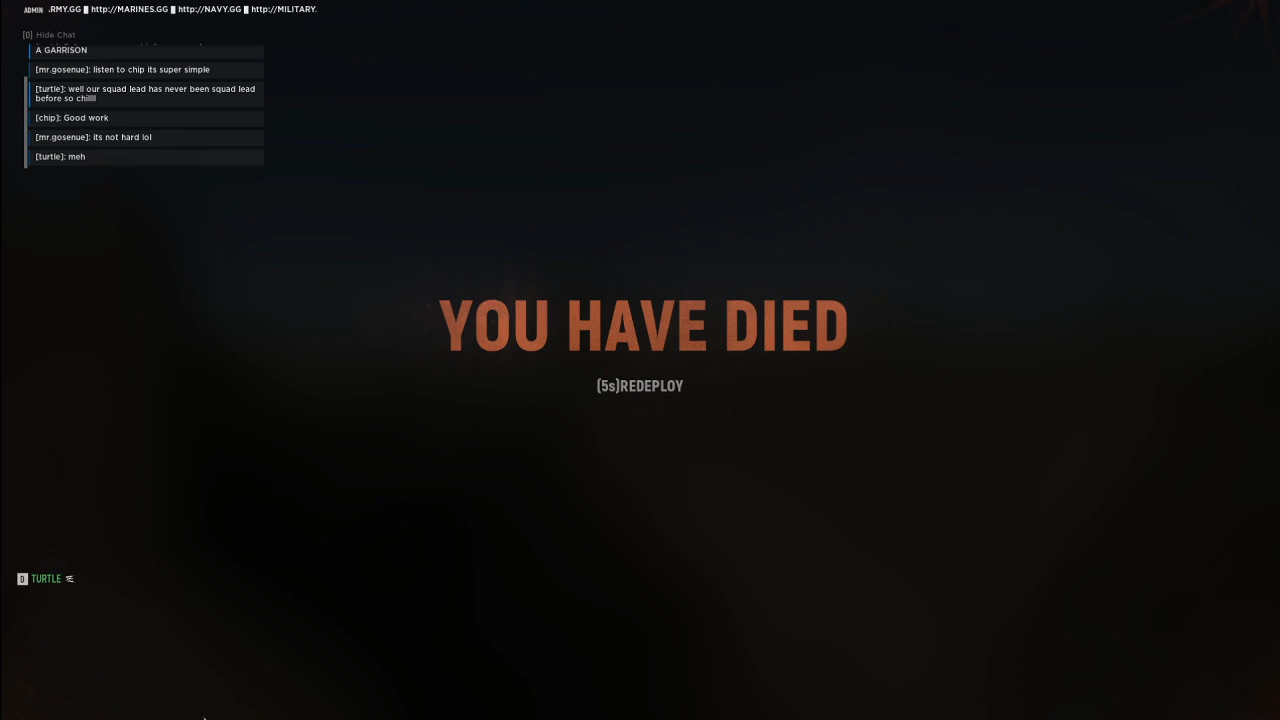 ADMIN .RMY.GG █ http://MARINES.GG █ http://NAVY.GG █ http://MILITARY.
[0] Hide Chat
A GARRISON
[mr.gosenue]: listen to chip its super simple
[turtle]: well our squad lead has never been squad lead
before so chillll
[chip]: Good work
[mr.gosenue]: its not hard lol
[turtle]: meh
YOU HAVE DIED
(5s)REDEPLOY
TURTLE